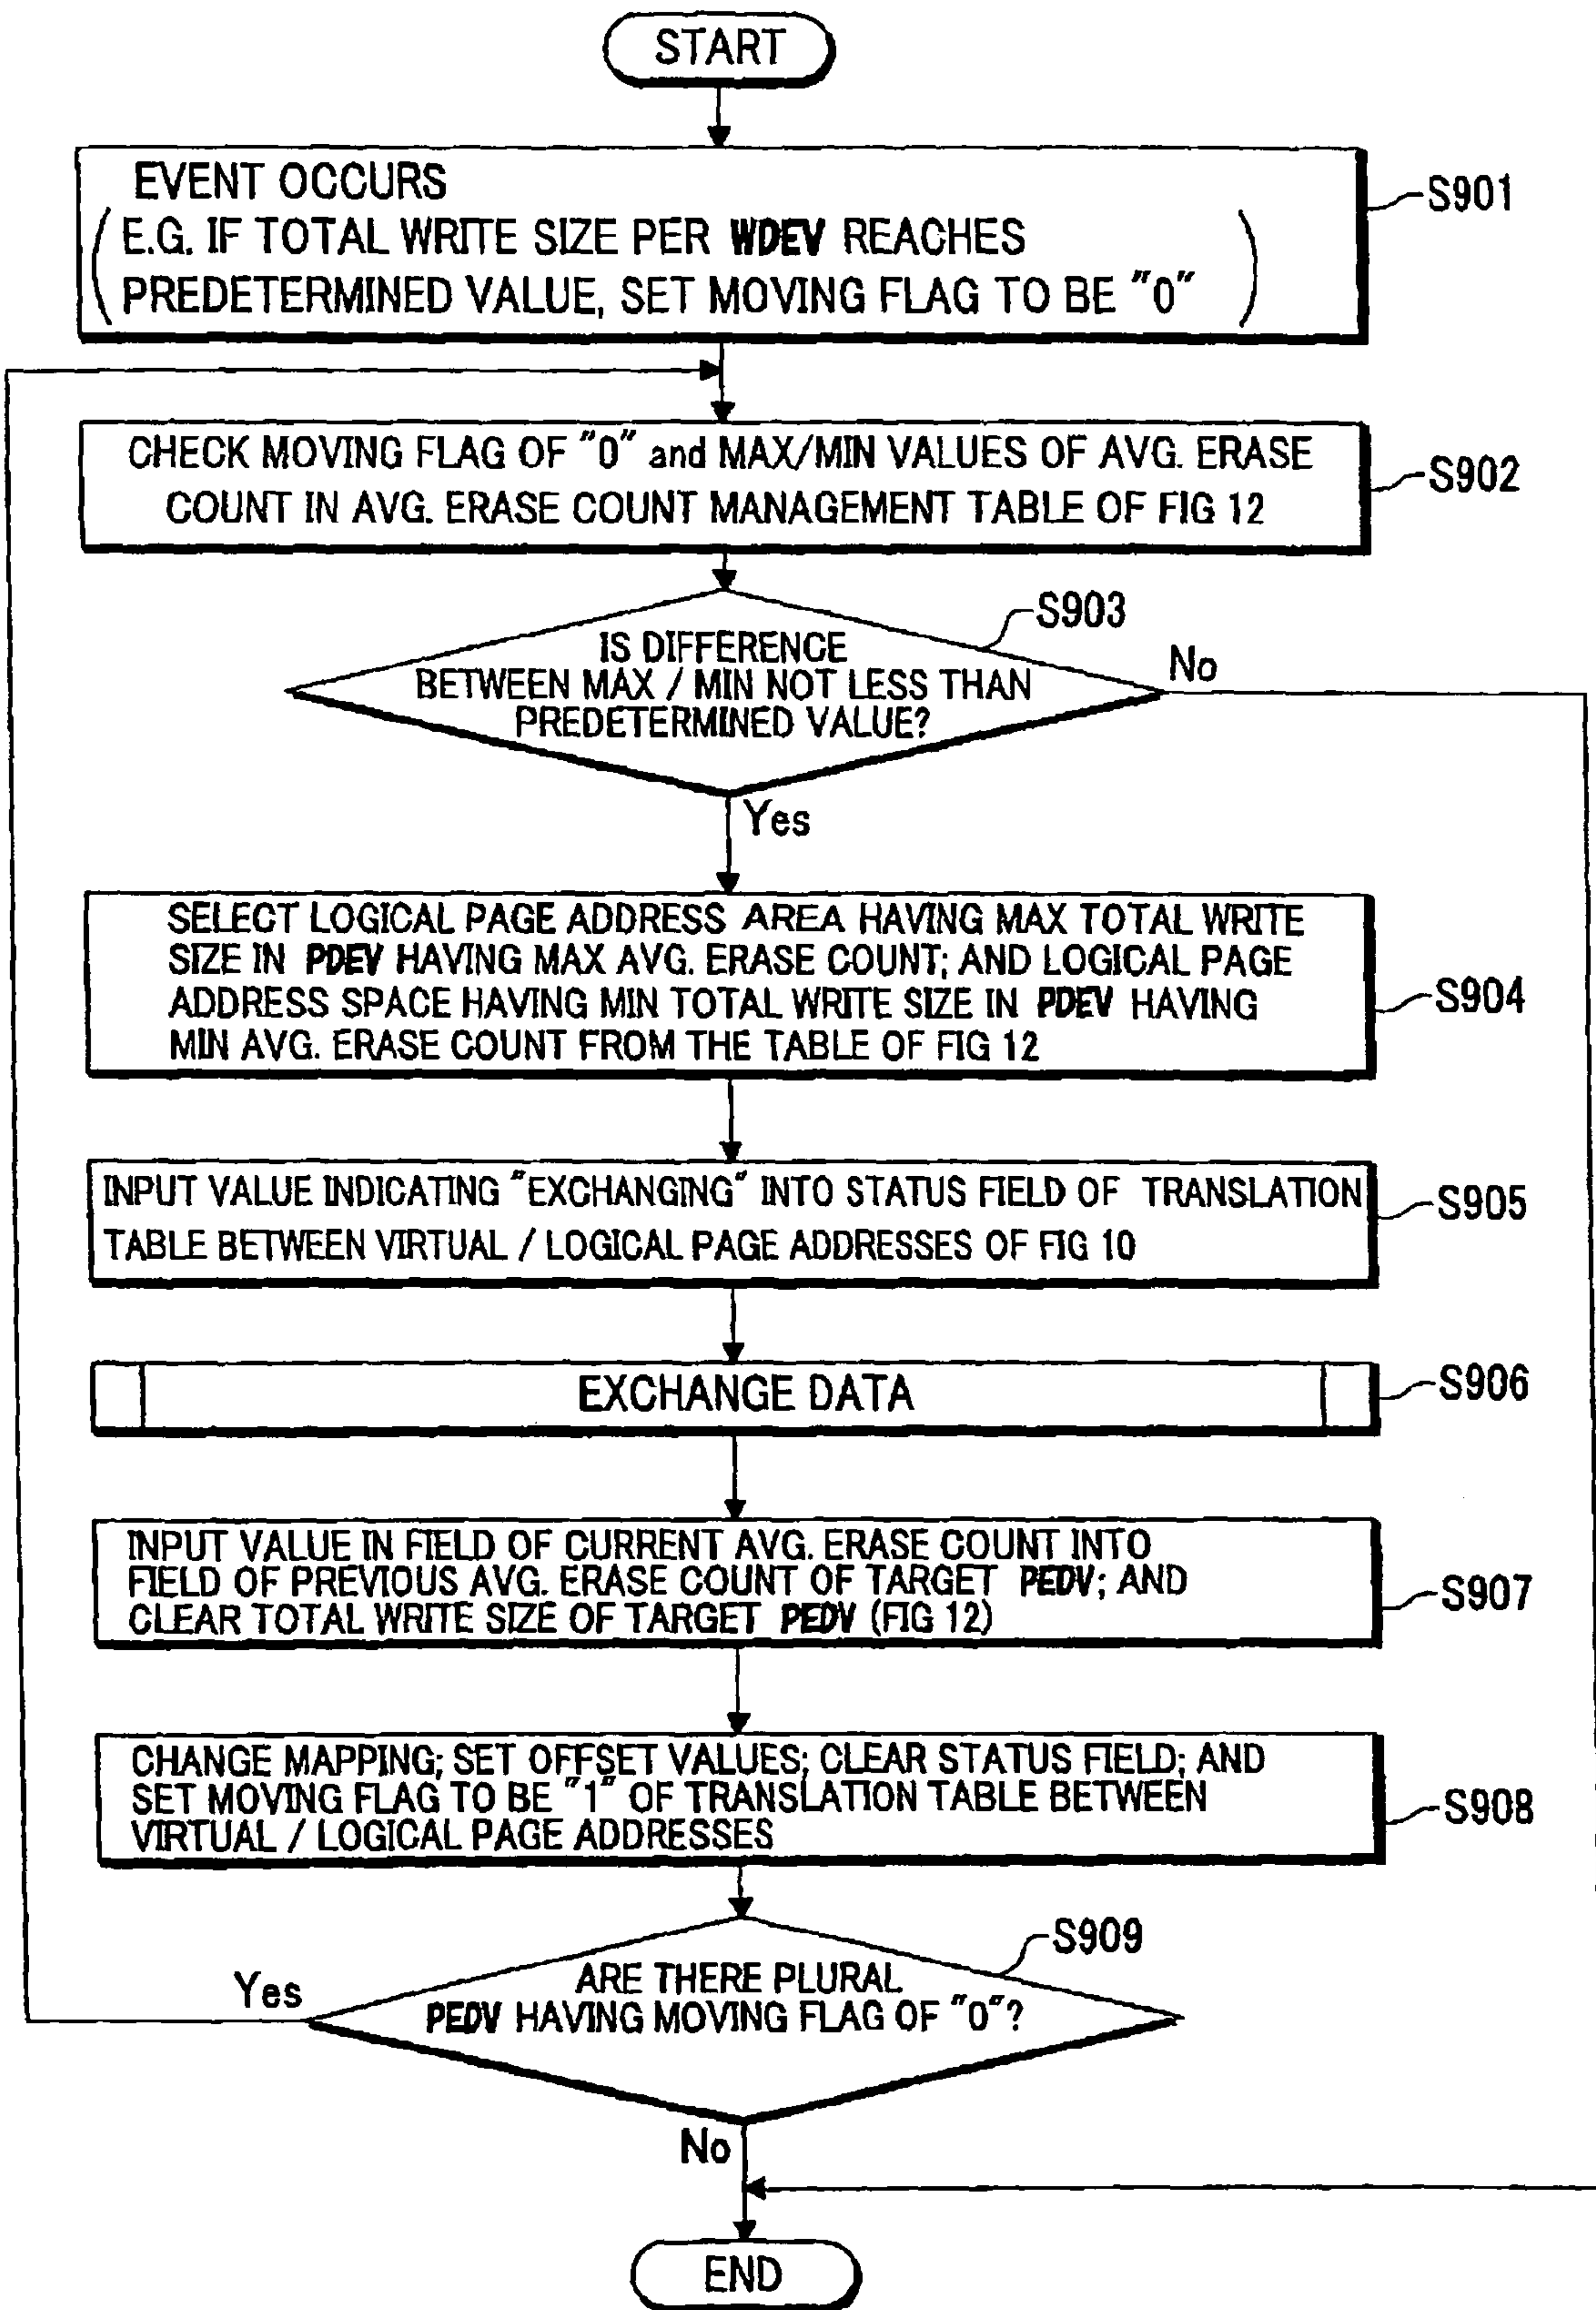 START
EVENT OCCURS
S901
( E.G. IF TOTAL WRITE SIZE PER WDEV REACHES
PREDETERMINED VALUE, SET MOVING FLAG TO BE "0" )
CHECK MOVING FLAG OF "0" and MAX/MIN VALUES OF AVG. ERASE
COUNT IN AVG. ERASE COUNT MANAGEMENT TABLE OF FIG 12
S902
S903
IS DIFFERENCE
BETWEEN MAX / MIN NOT LESS THAN
PREDETERMINED VALUE?
No
Yes
SELECT LOGICAL PAGE ADDRESS AREA HAVING MAX TOTAL WRITE
SIZE IN PDEV HAVING MAX AVG. ERASE COUNT; AND LOGICAL PAGE
ADDRESS SPACE HAVING MIN TOTAL WRITE SIZE IN PDEV HAVING
MIN AVG. ERASE COUNT FROM THE TABLE OF FIG 12
S904
INPUT VALUE INDICATING "EXCHANGING" INTO STATUS FIELD OF TRANSLATION
TABLE BETWEEN VIRTUAL / LOGICAL PAGE ADDRESSES OF FIG 10
S905
EXCHANGE DATA
S906
INPUT VALUE IN FIELD OF CURRENT AVG. ERASE COUNT INTO
FIELD OF PREVIOUS AVG. ERASE COUNT OF TARGET PEDV; AND
CLEAR TOTAL WRITE SIZE OF TARGET PEDV (FIG 12)
S907
CHANGE MAPPING; SET OFFSET VALUES; CLEAR STATUS FIELD; AND
SET MOVING FLAG TO BE "1" OF TRANSLATION TABLE BETWEEN
VIRTUAL / LOGICAL PAGE ADDRESSES
S908
S909
ARE THERE PLURAL
PEDV HAVING MOVING FLAG OF "0"?
Yes
No
END